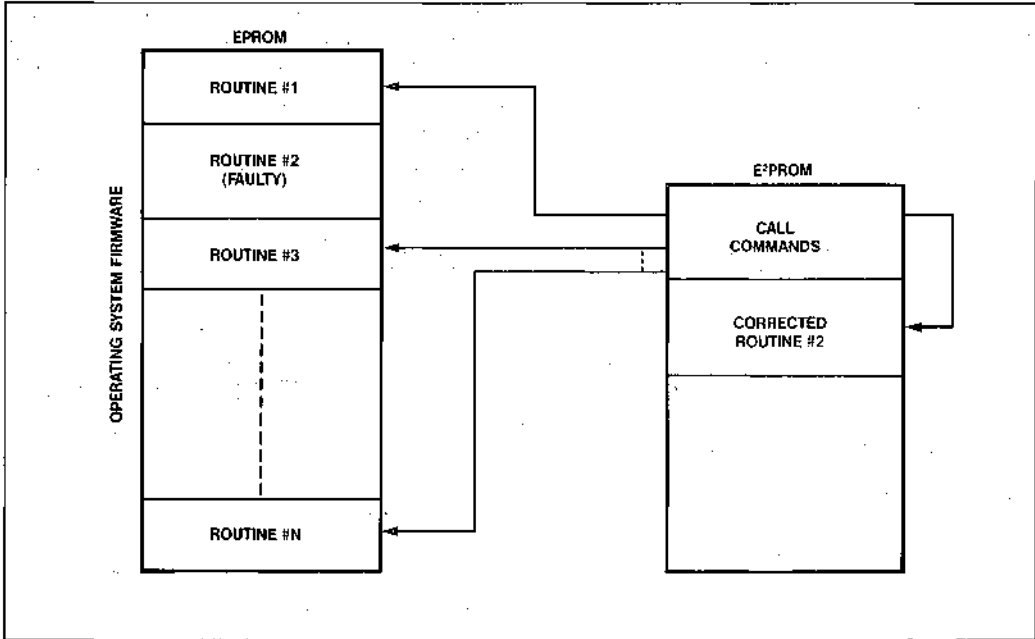 EPROM
ROUTINE #1
ROUTINE #2
(FAULTY)
ROUTINE #3
ROUTINE #N
OPERATING SYSTEM FIRMWARE
E²PROM
CALL
COMMANDS
CORRECTED
ROUTINE #2